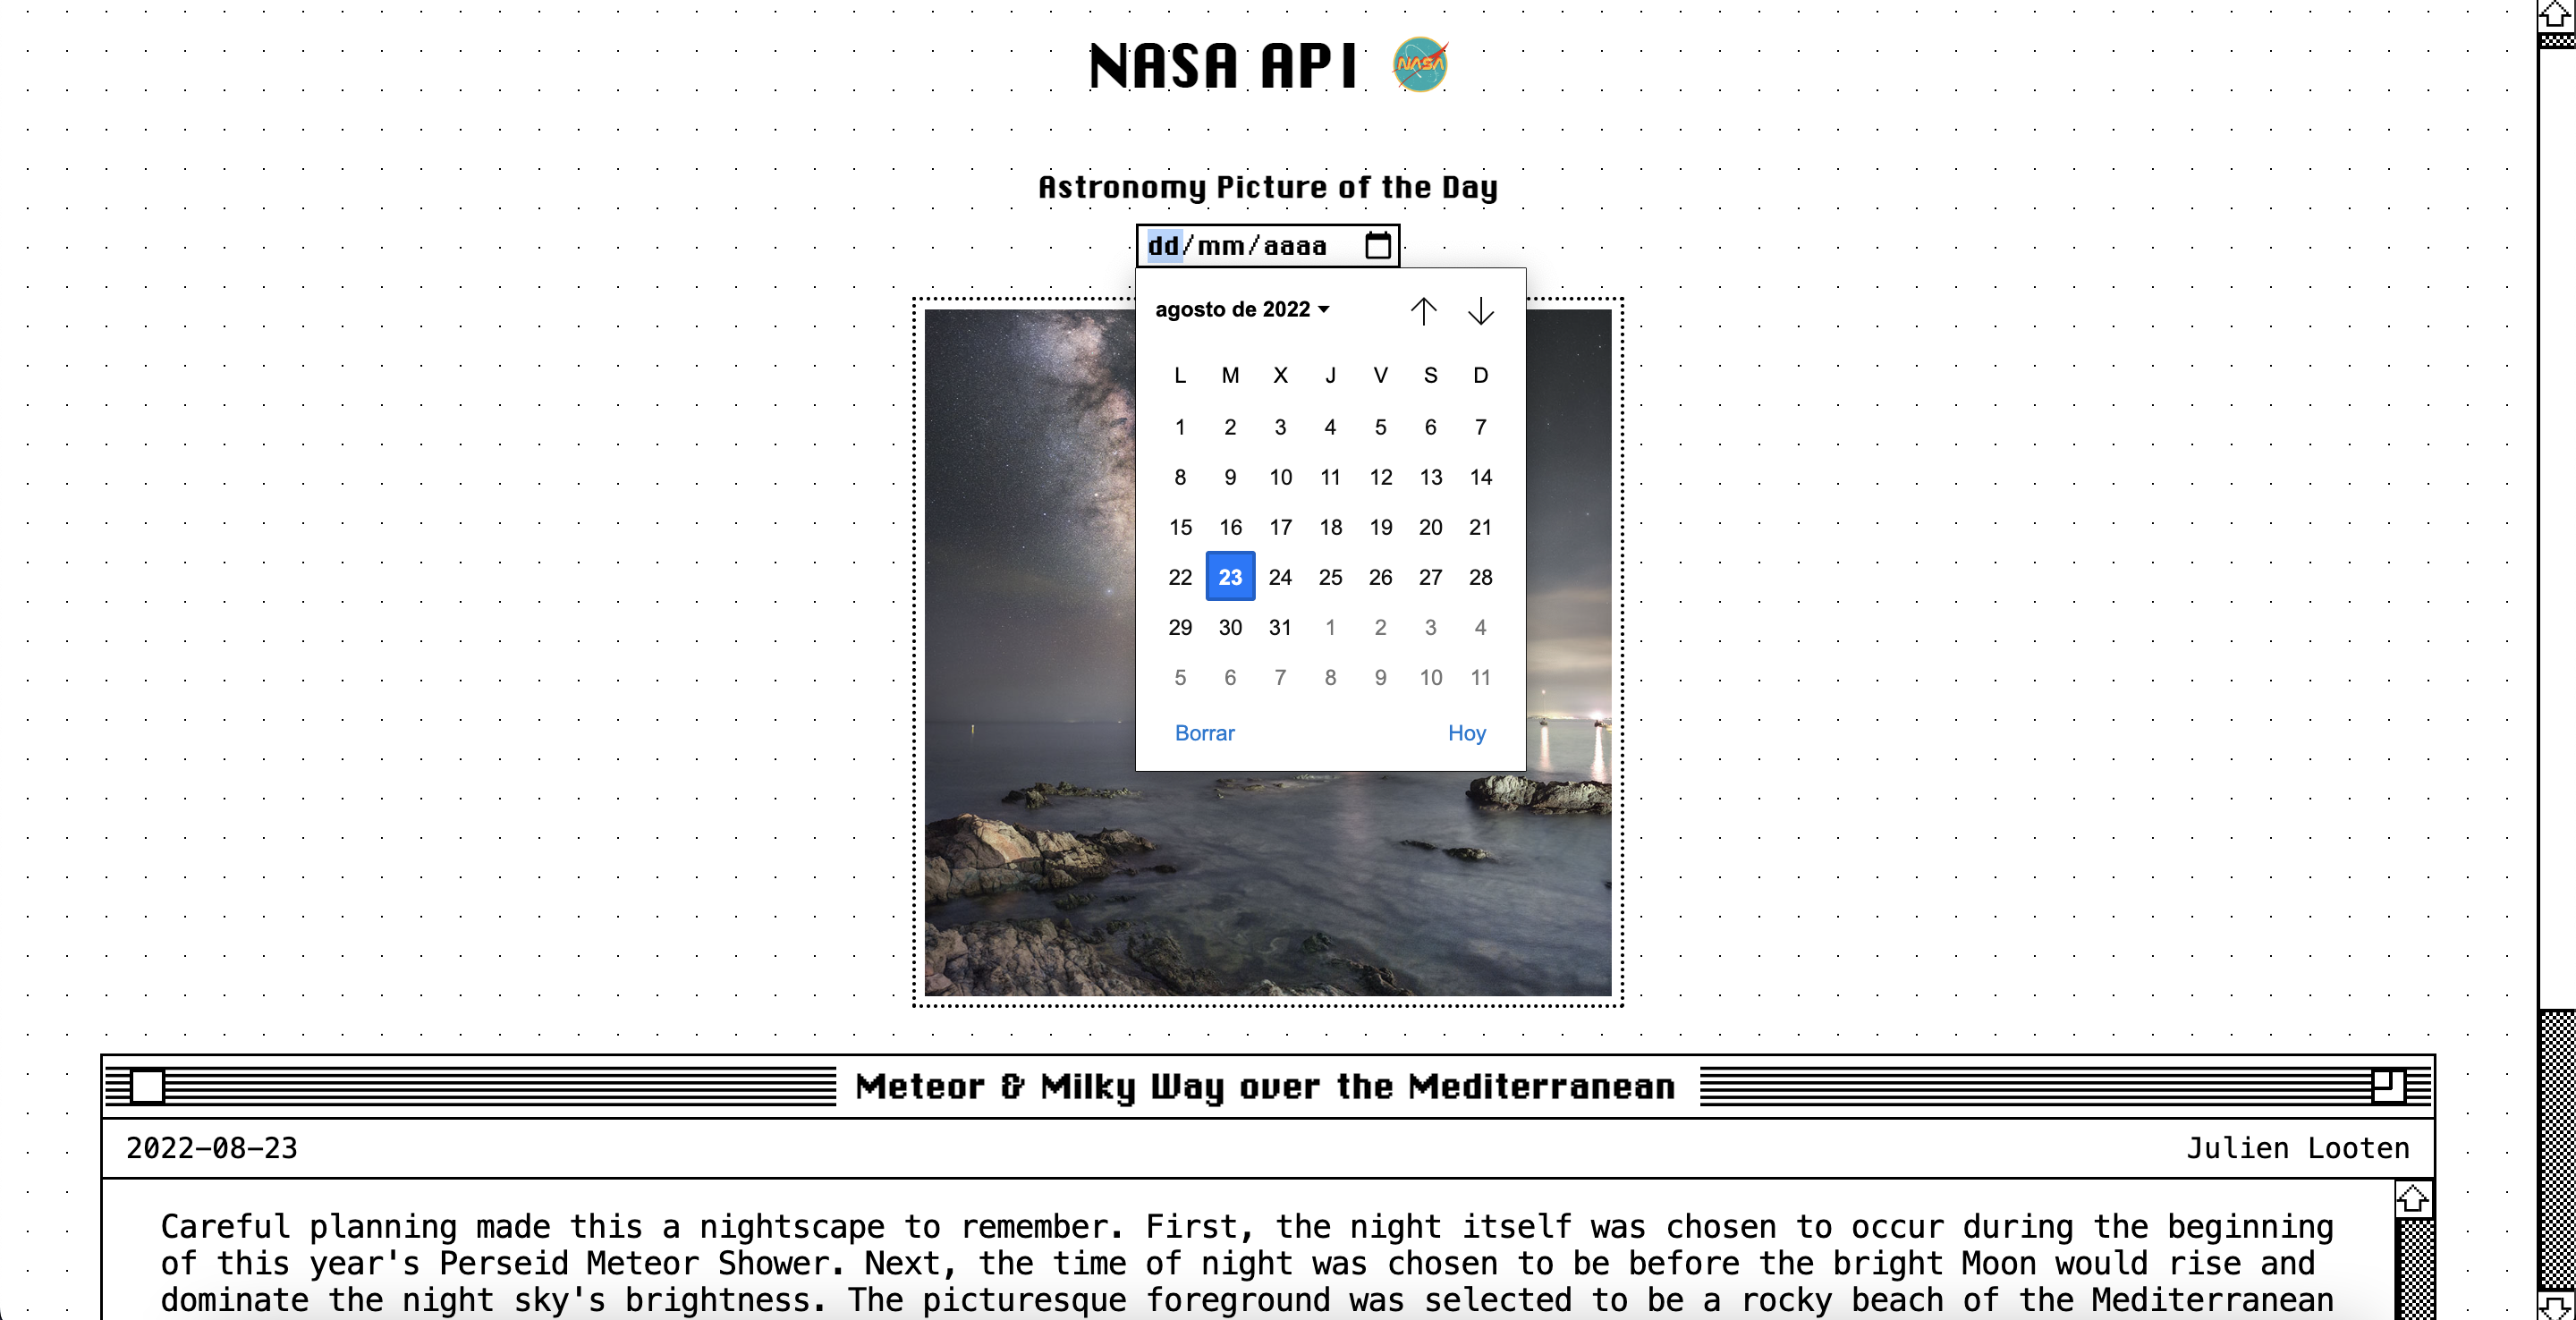 NASA API NASA
Astronomy Picture of the Day
dd/mm/aaaa
agosto de 2022
L M X J V S D
1 2 3 4 5 6 7
8 9 10 11 12 13 14
15 16 17 18 19 20 21
22 23 24 25 26 27 28
29 30 31 1 2 3 4
5 6 7 8 9 10 11
Borrar Hoy
Meteor & Milky Way over the Mediterranean
2022-08-23 Julien Looten
Careful planning made this a nightscape to remember. First, the night itself was chosen to occur during the beginning
of this year's Perseid Meteor Shower. Next, the time of night was chosen to be before the bright Moon would rise and
dominate the night sky's brightness. The picturesque foreground was selected to be a rocky beach of the Mediterranean